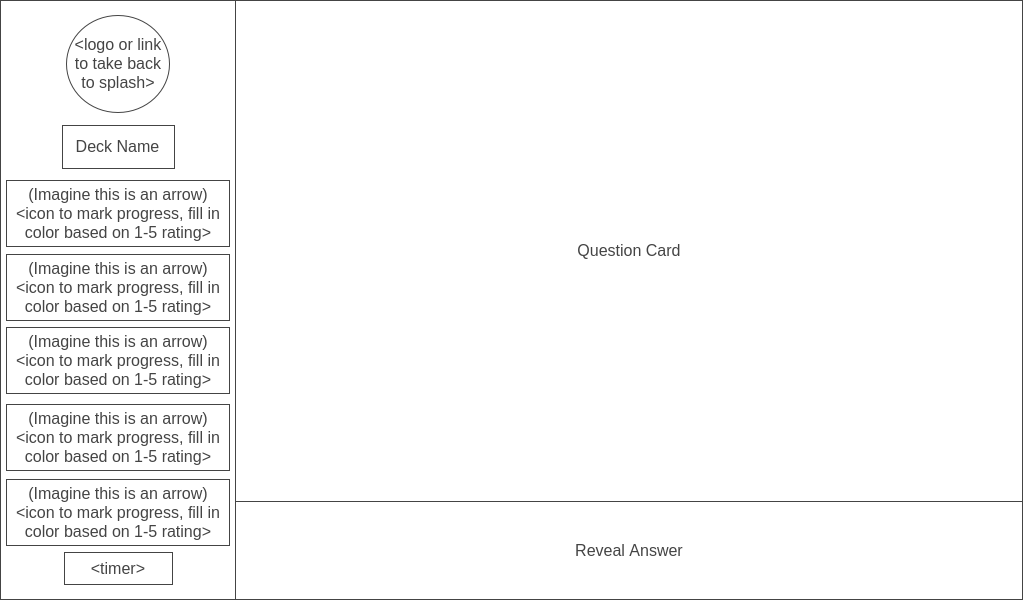 <logo or link
to take back
to splash>
Deck Name
(Imagine this is an arrow)
<icon to mark progress, fill in
color based on 1-5 rating>
(Imagine this is an arrow)
<icon to mark progress, fill in
color based on 1-5 rating>
(Imagine this is an arrow)
<icon to mark progress, fill in
color based on 1-5 rating>
(Imagine this is an arrow)
<icon to mark progress, fill in
color based on 1-5 rating>
(Imagine this is an arrow)
<icon to mark progress, fill in
color based on 1-5 rating>
<timer>
Question Card
Reveal Answer